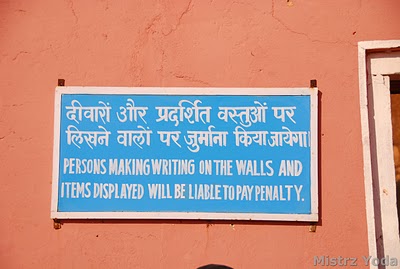 दीवारों और प्रदर्शित वस्तुओं पर
लिखने वालों पर जुर्माना किया जायेगा।
PERSONS MAKING WRITING ON THE WALLS AND
ITEMS DISPLAYED WILL BE LIABLE TO PAY PENALTY.
Mistrz Yoda